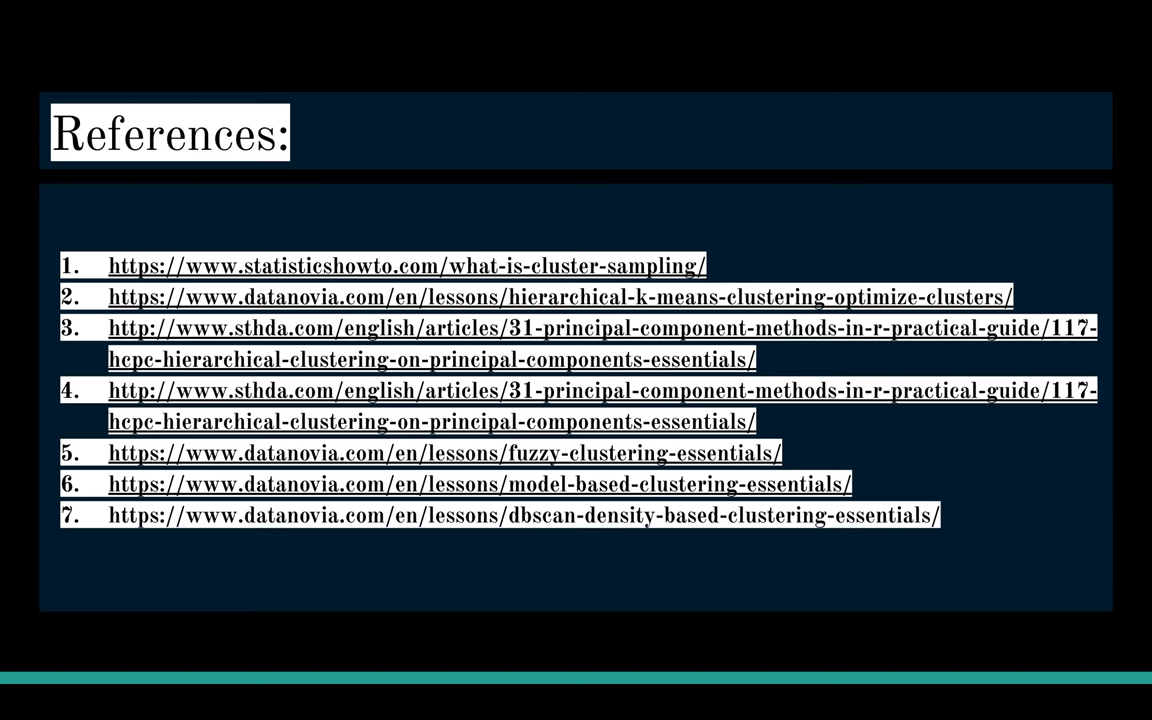 References:
1. https://www.statisticshowto.com/what-is-cluster-sampling/
2. https://www.datanovia.com/en/lessons/hierarchical-k-means-clustering-optimize-clusters/
3. http://www.sthda.com/english/articles/31-principal-component-methods-in-r-practical-guide/117-
hcpc-hierarchical-clustering-on-principal-components-essentials/
4. http://www.sthda.com/english/articles/31-principal-component-methods-in-r-practical-guide/117-
hcpc-hierarchical-clustering-on-principal-components-essentials/
5. https://www.datanovia.com/en/lessons/fuzzy-clustering-essentials/
6. https://www.datanovia.com/en/lessons/model-based-clustering-essentials/
7. https://www.datanovia.com/en/lessons/dbscan-density-based-clustering-essentials/